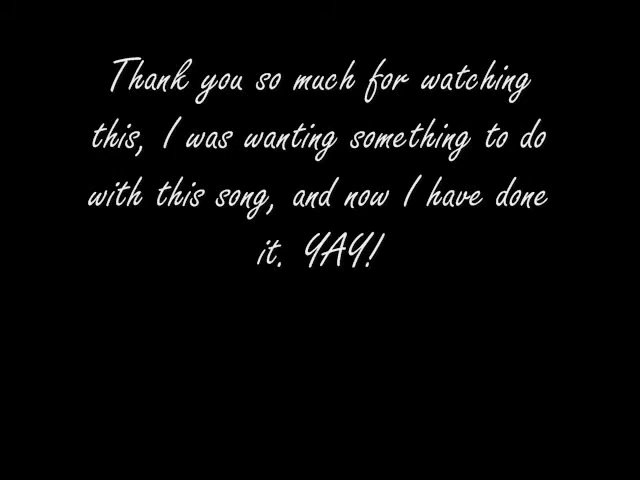 Thank you so much for watching
this, I was wanting something to do
with this song, and now I have done
it. YAY!